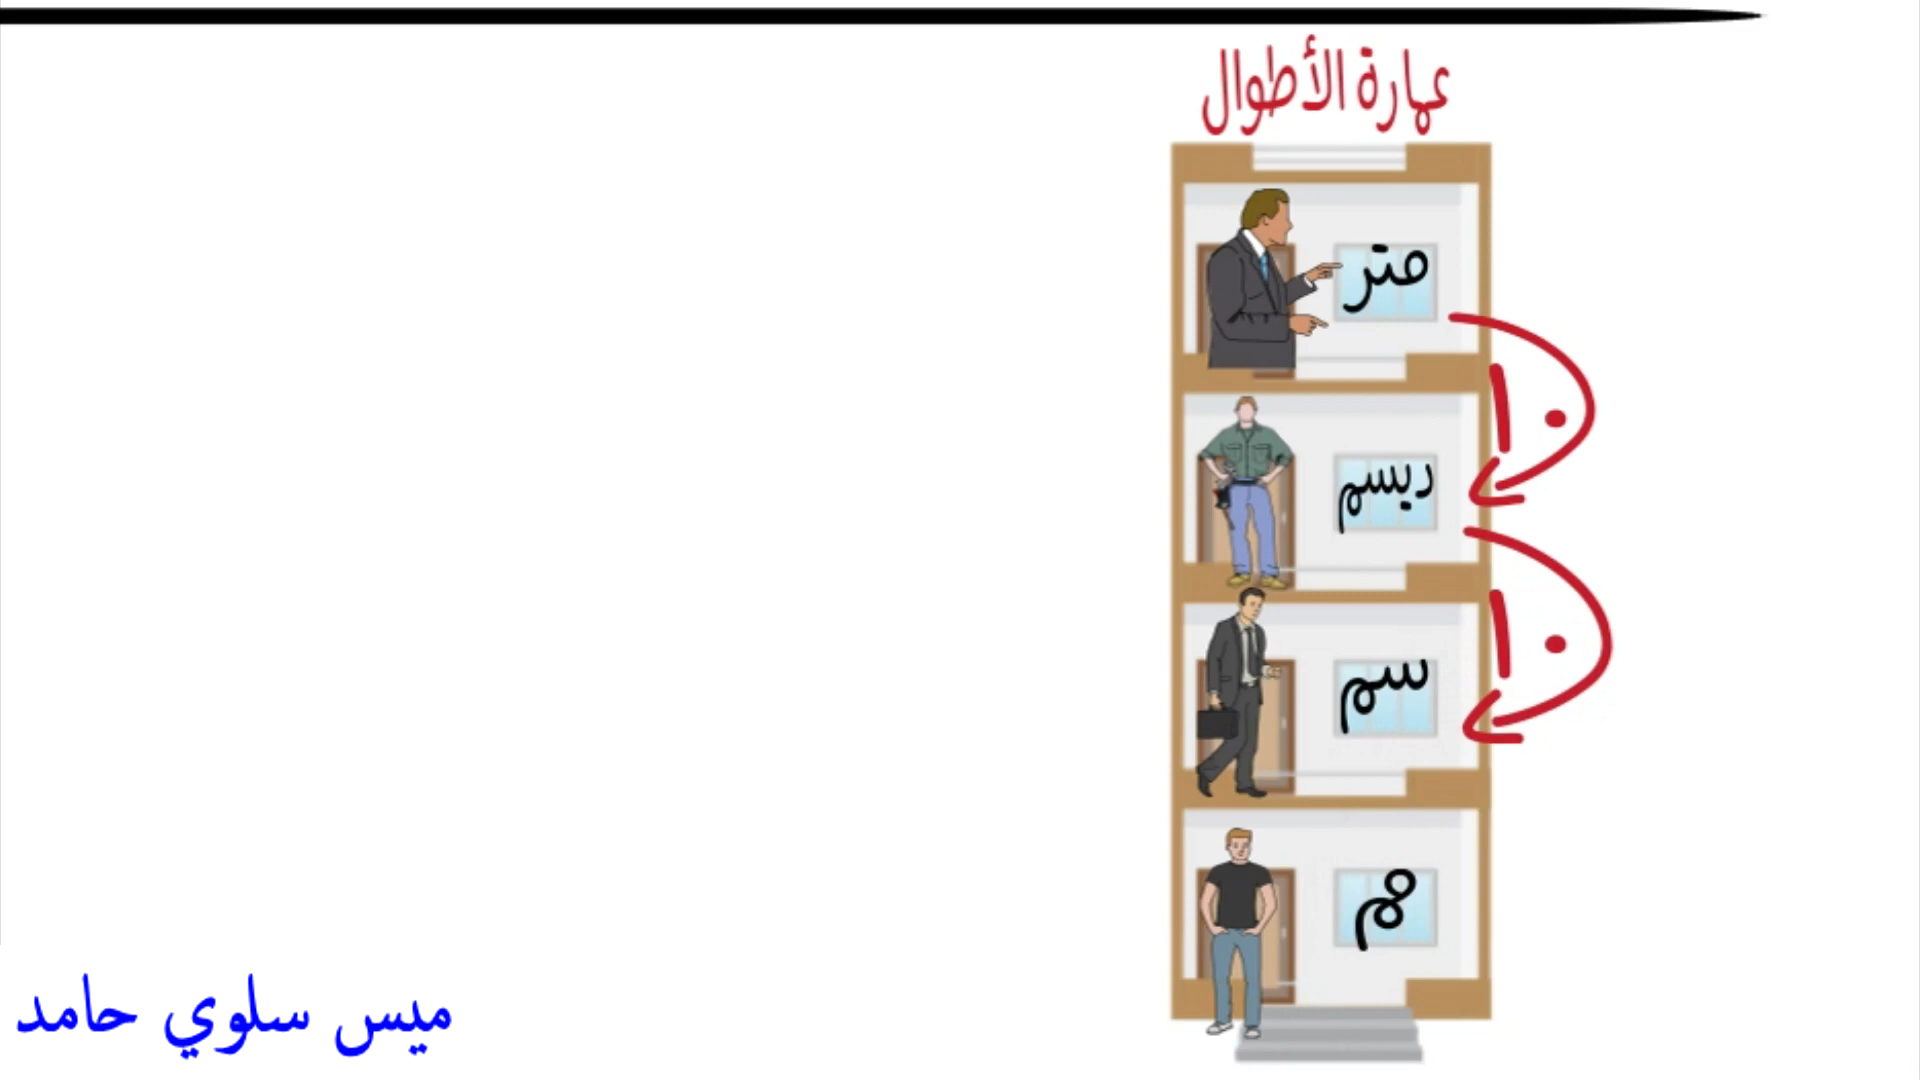 عمارة الأطوال
متر
١٠
ديسم
١٠
سم
مم
ميس سلوي حامد